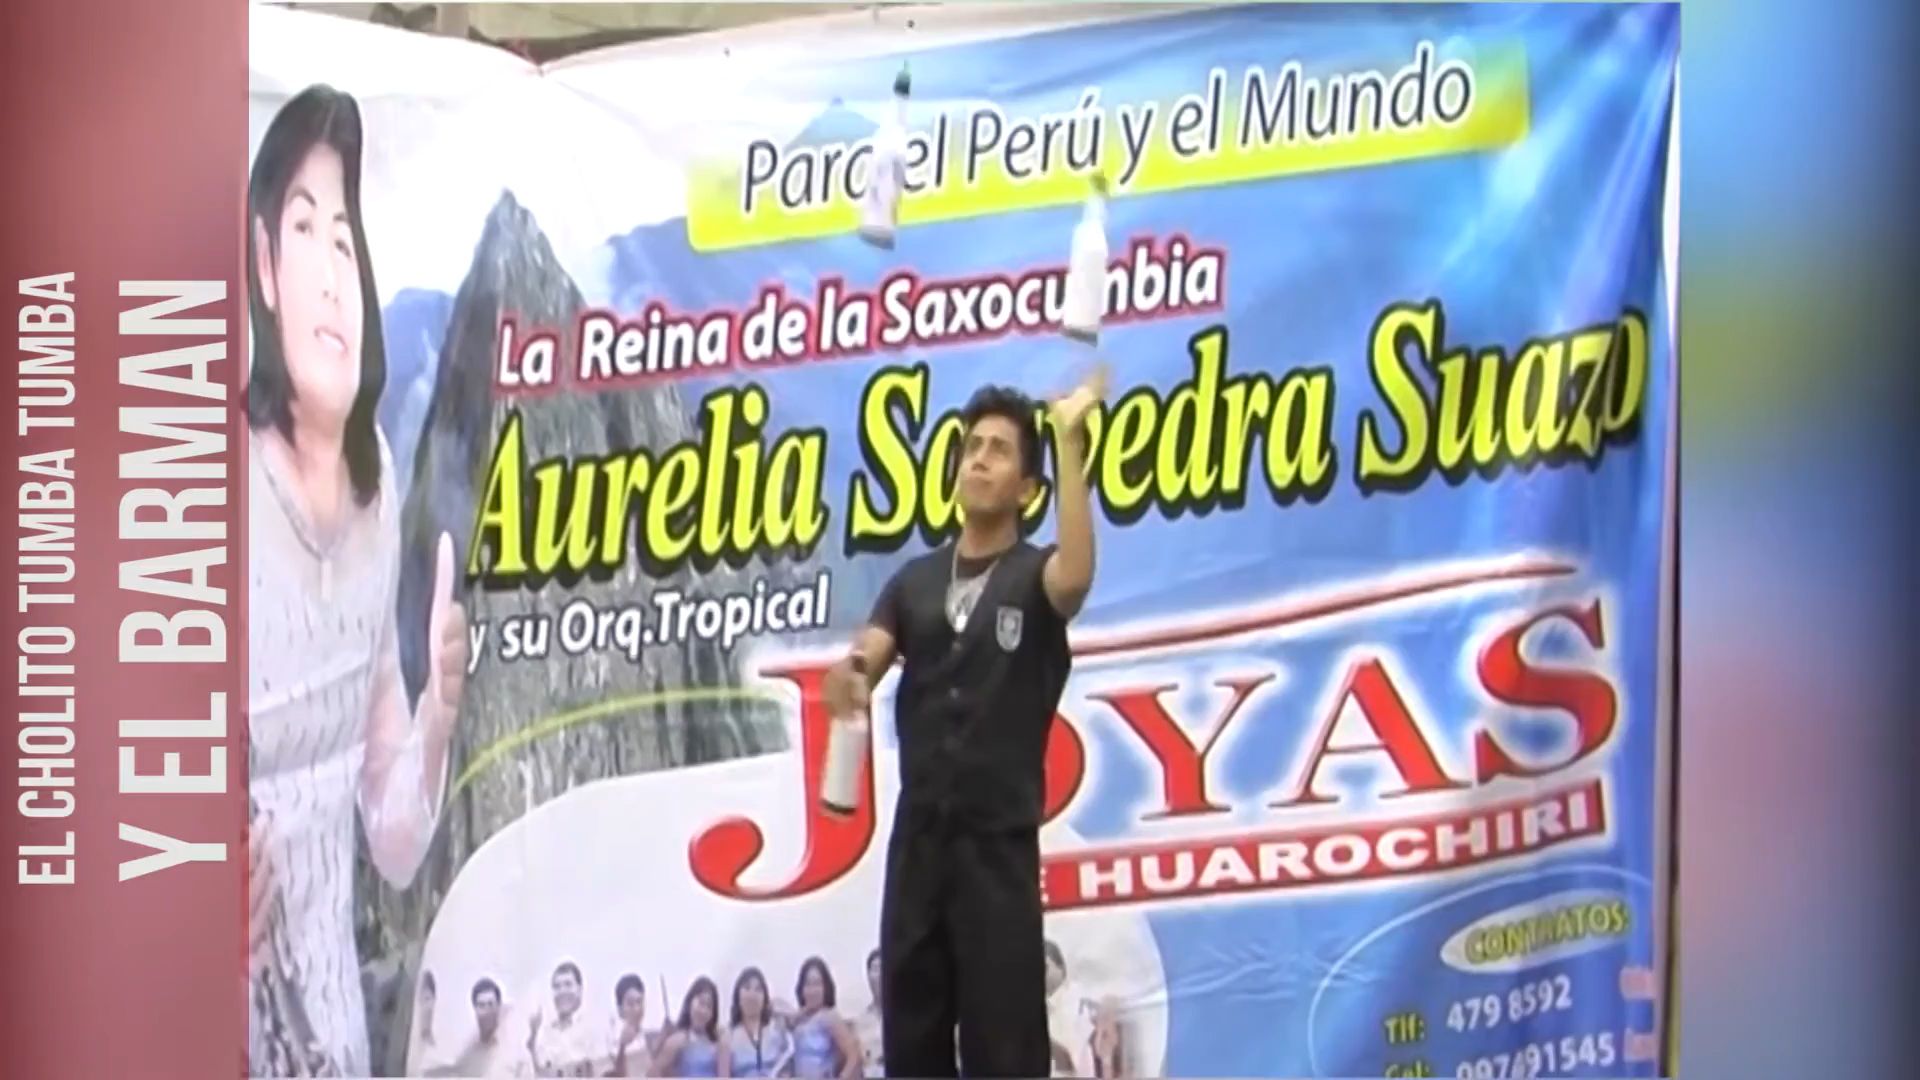 EL CHOLITO TUMBA TUMBA
Y EL BARMAN
Para el Perú y el Mundo
La Reina de la Saxocumbia
Aurelia Saavedra Suazo
y su Orq.Tropical
JOYAS
HUAROCHIRI
CONTRATOS:
Tlf: 479 8592
Cel: